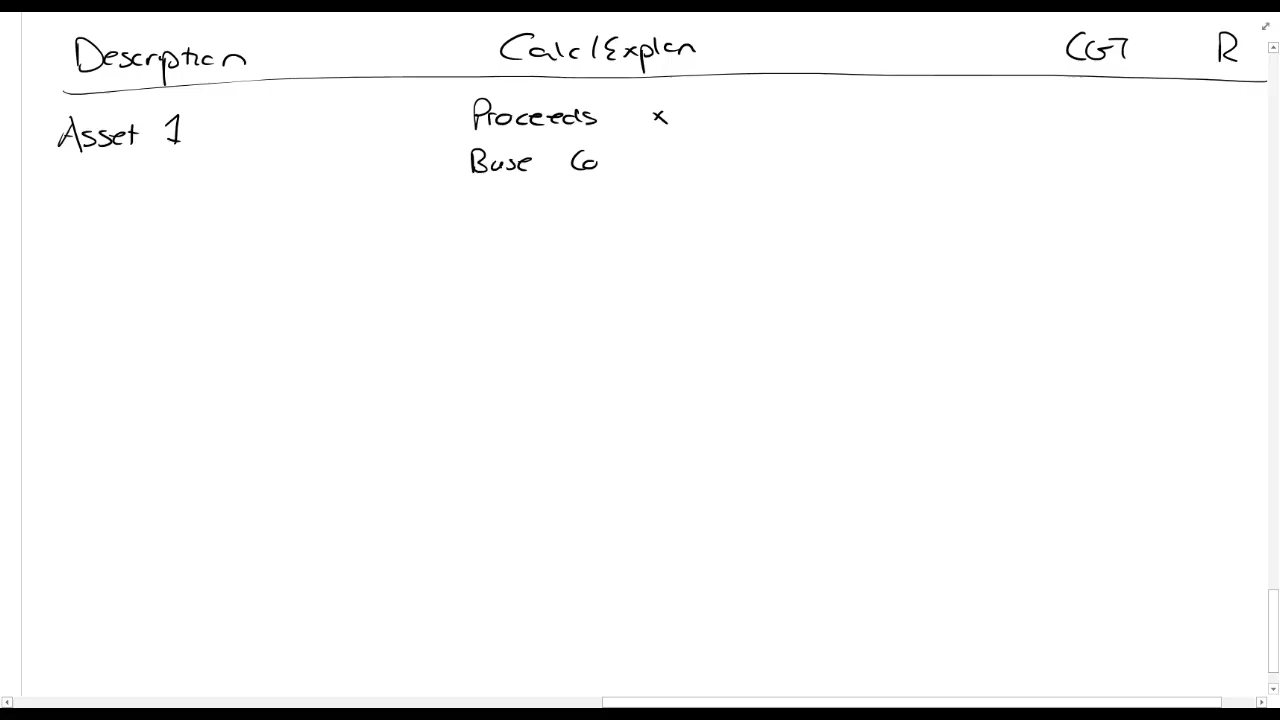 Description Calc/Explan CGT R
Asset 1 Proceeds x
Base Co